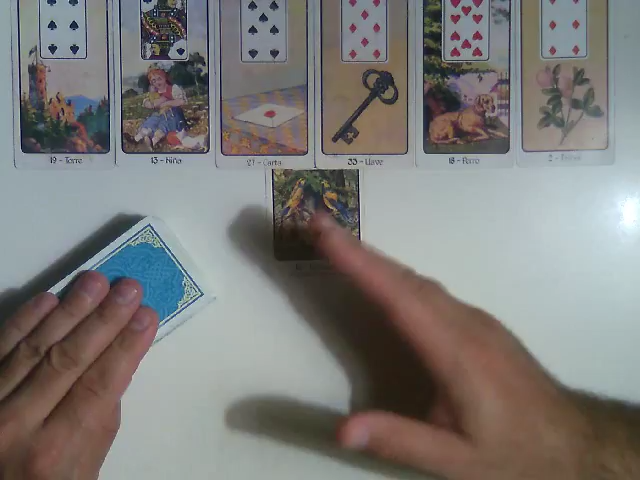 19 - Torre
13 - Niño
27 - Carta
33 - Llave
18 - Perro